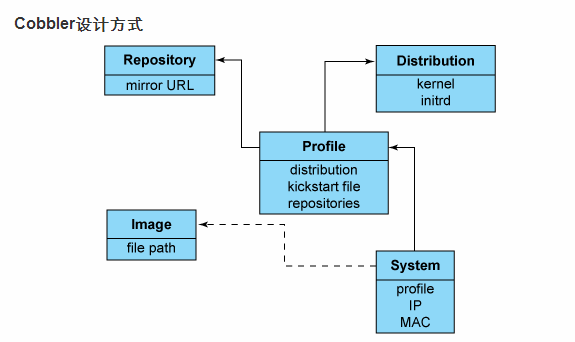 Cobbler设计方式
Repository
mirror URL
Distribution
kernel
initrd
Profile
distribution
kickstart file
repositories
Image
file path
System
profile
IP
MAC